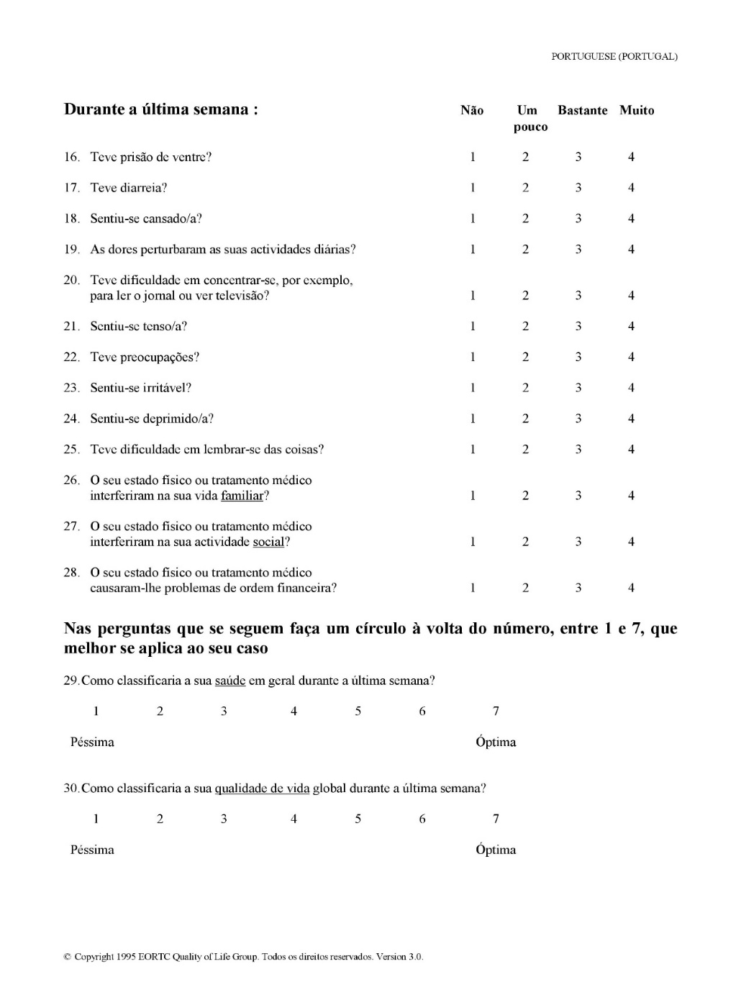 PORTUGUESE (PORTUGAL)
Durante a última semana : Não Um Bastante Muito
pouco
16. Teve prisão de ventre? 1 2 3 4
17. Teve diarreia? 1 2 3 4
18. Sentiu-se cansado/a? 1 2 3 4
19. As dores perturbaram as suas actividades diárias? 1 2 3 4
20. Teve dificuldade em concentrar-se, por exemplo,
para ler o jornal ou ver televisão? 1 2 3 4
21. Sentiu-se tenso/a? 1 2 3 4
22. Teve preocupações? 1 2 3 4
23. Sentiu-se irritável? 1 2 3 4
24. Sentiu-se deprimido/a? 1 2 3 4
25. Teve dificuldade em lembrar-se das coisas? 1 2 3 4
26. O seu estado físico ou tratamento médico
interferiram na sua vida familiar? 1 2 3 4
27. O seu estado físico ou tratamento médico
interferiram na sua actividade social? 1 2 3 4
28. O seu estado físico ou tratamento médico
causaram-lhe problemas de ordem financeira? 1 2 3 4
Nas perguntas que se seguem faça um círculo à volta do número, entre 1 e 7, que
melhor se aplica ao seu caso
29. Como classificaria a sua saúde em geral durante a última semana?
1 2 3 4 5 6 7
Péssima Óptima
30. Como classificaria a sua qualidade de vida global durante a última semana?
1 2 3 4 5 6 7
Péssima Óptima
© Copyright 1995 EORTC Quality of Life Group. Todos os direitos reservados. Version 3.0.